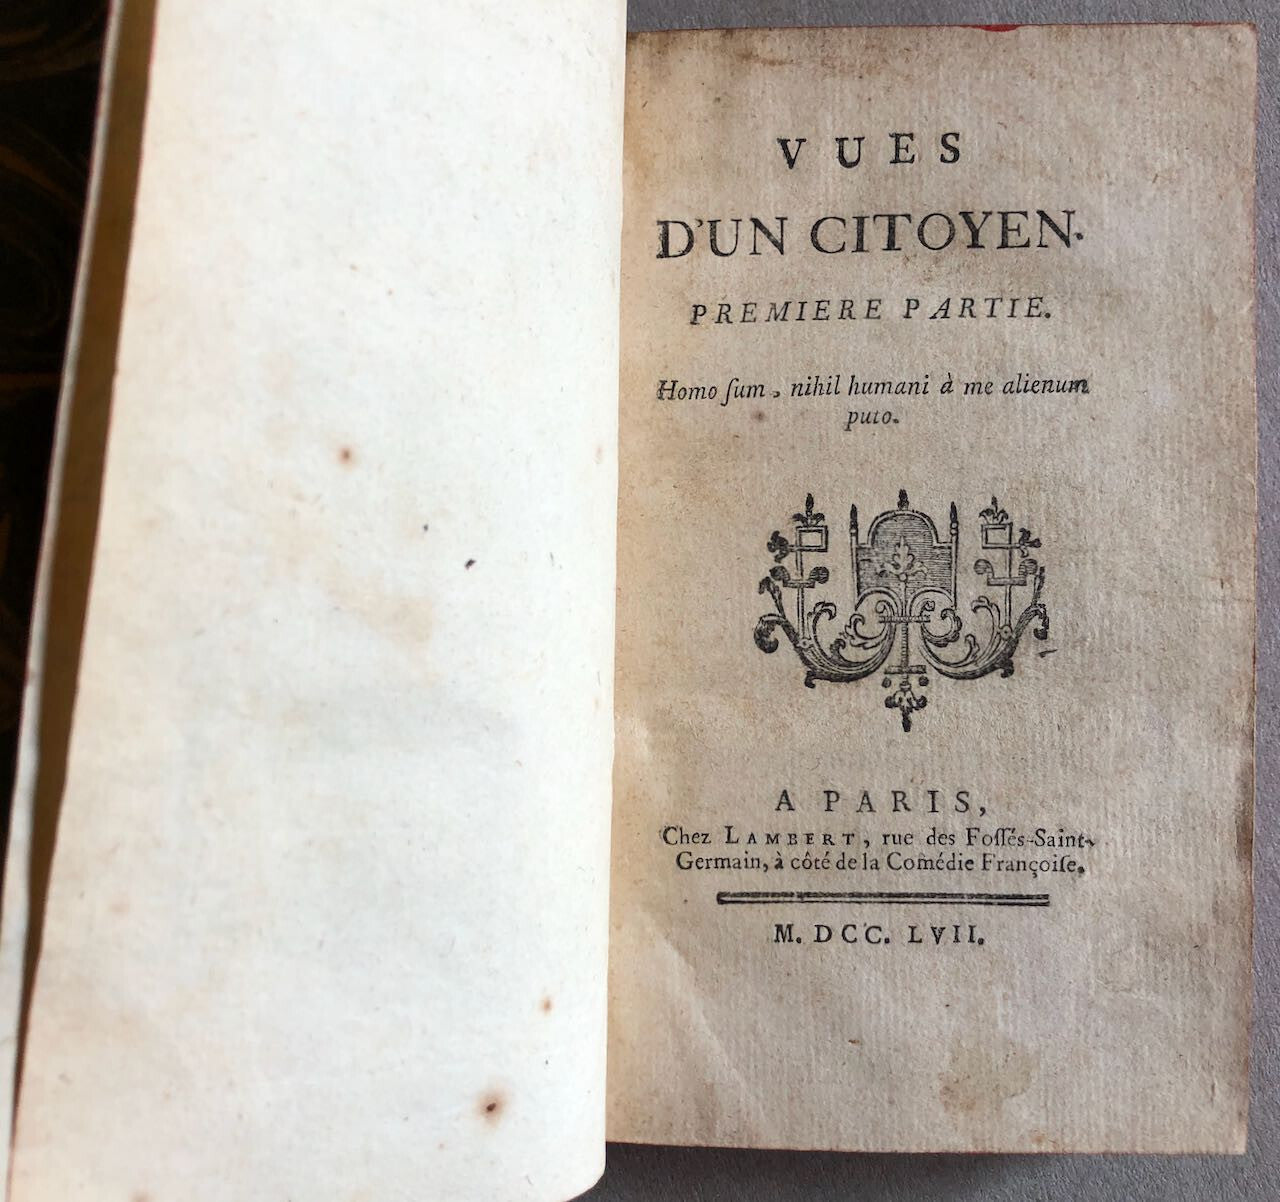 VUES
D'UN CITOYEN.
PREMIERE PARTIE.
Homo ſum, nihil humani à me alienum
puto.
A PARIS,
Chez LAMBERT, rue des Foſſés-Saint-
Germain, à côté de la Comédie Françoiſe.
M. DCC. LVII.